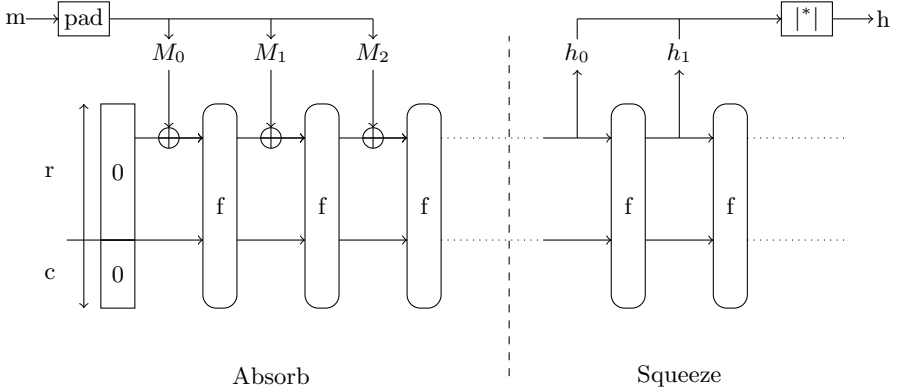 m pad |*| h
M₀ M₁ M₂ h₀ h₁
r 0
f f f f f
c 0
Absorb Squeeze